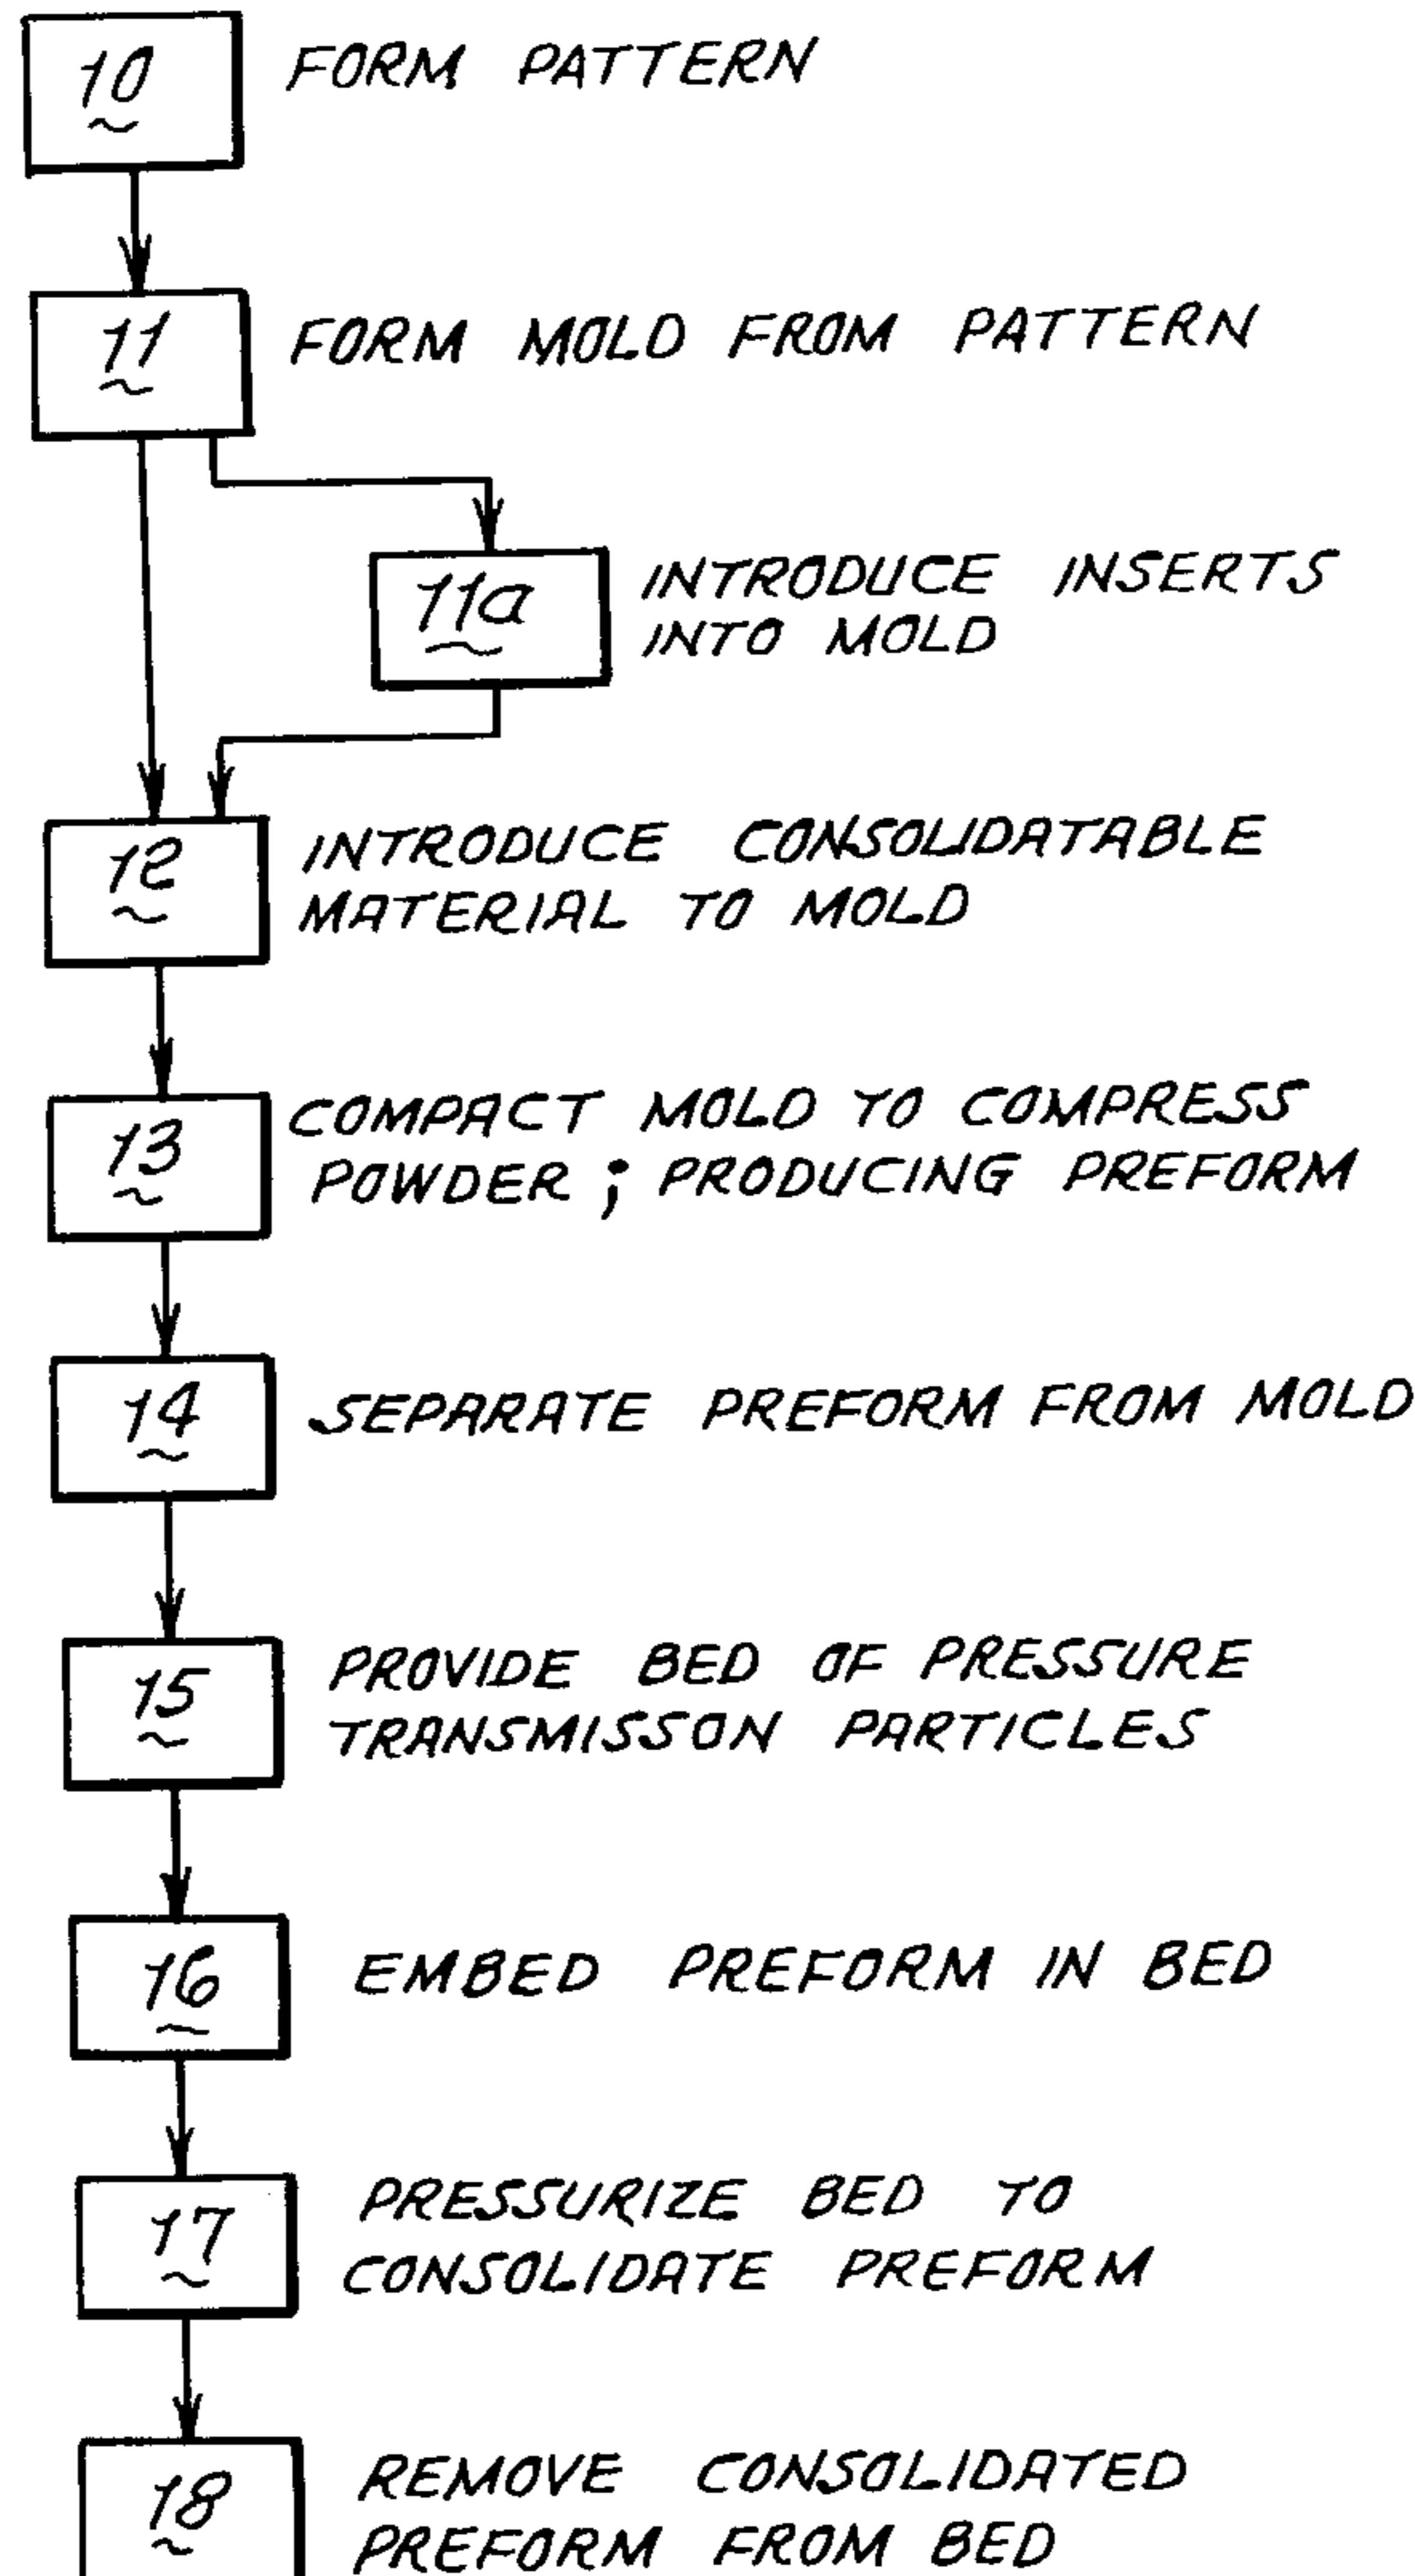 10 FORM PATTERN
11 FORM MOLD FROM PATTERN
11a INTRODUCE INSERTS
INTO MOLD
12 INTRODUCE CONSOLIDATABLE
MATERIAL TO MOLD
13 COMPACT MOLD TO COMPRESS
POWDER; PRODUCING PREFORM
14 SEPARATE PREFORM FROM MOLD
15 PROVIDE BED OF PRESSURE
TRANSMISSON PARTICLES
16 EMBED PREFORM IN BED
17 PRESSURIZE BED TO
CONSOLIDATE PREFORM
18 REMOVE CONSOLIDATED
PREFORM FROM BED